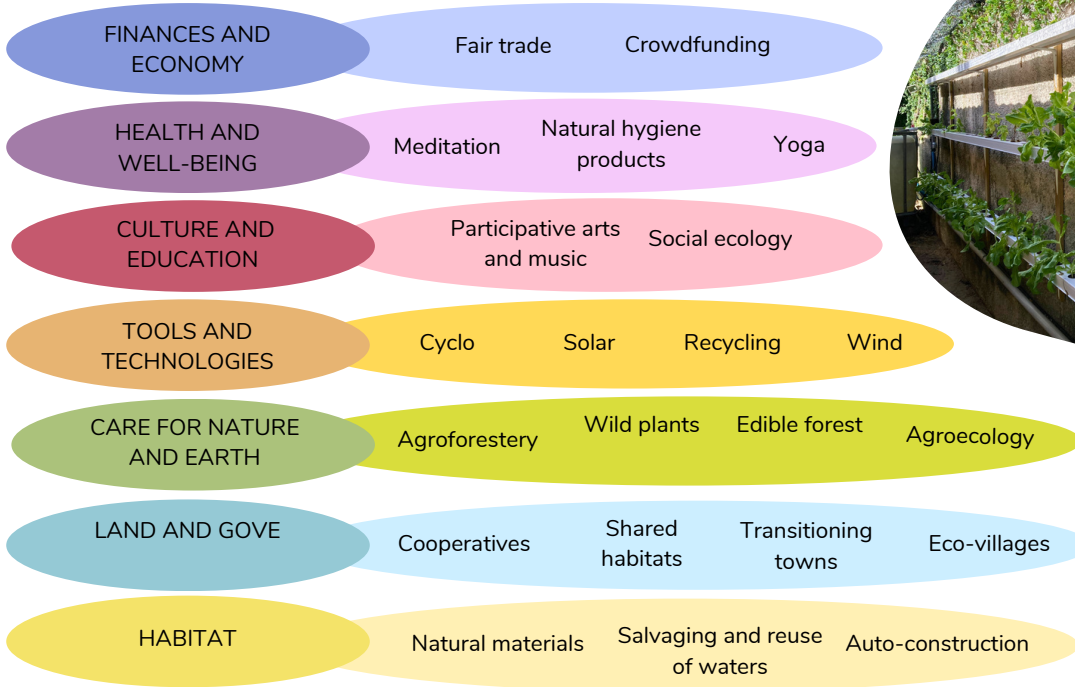 FINANCES AND
ECONOMY
Fair trade
Crowdfunding
HEALTH AND
WELL-BEING
Meditation
Natural hygiene
products
Yoga
CULTURE AND
EDUCATION
Participative arts
and music
Social ecology
TOOLS AND
TECHNOLOGIES
Cyclo
Solar
Recycling
Wind
CARE FOR NATURE
AND EARTH
Agroforestery
Wild plants
Edible forest
Agroecology
LAND AND GOVE
Cooperatives
Shared
habitats
Transitioning
towns
Eco-villages
HABITAT
Natural materials
Salvaging and reuse
of waters
Auto-construction